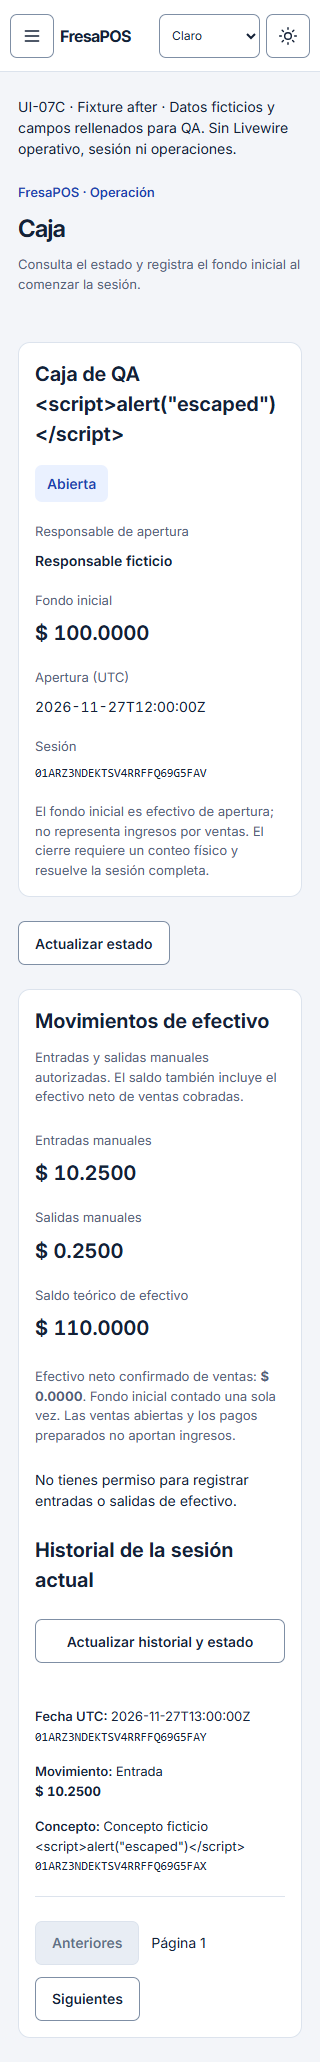 FresaPOS
Claro
UI-07C · Fixture after · Datos ficticios y
campos rellenados para QA. Sin Livewire
operativo, sesión ni operaciones.
FresaPOS · Operación
Caja
Consulta el estado y registra el fondo inicial al
comenzar la sesión.
Caja de QA
<script>alert("escaped")
</script>
Abierta
Responsable de apertura
Responsable ficticio
Fondo inicial
$ 100.0000
Apertura (UTC)
2026-11-27T12:00:00Z
Sesión
01ARZ3NDEKTSV4RRFFQ69G5FAV
El fondo inicial es efectivo de apertura;
no representa ingresos por ventas. El
cierre requiere un conteo físico y
resuelve la sesión completa.
Actualizar estado
Movimientos de efectivo
Entradas y salidas manuales
autorizadas. El saldo también incluye el
efectivo neto de ventas cobradas.
Entradas manuales
$ 10.2500
Salidas manuales
$ 0.2500
Saldo teórico de efectivo
$ 110.0000
Efectivo neto confirmado de ventas: $
0.0000. Fondo inicial contado una sola
vez. Las ventas abiertas y los pagos
preparados no aportan ingresos.
No tienes permiso para registrar
entradas o salidas de efectivo.
Historial de la sesión
actual
Actualizar historial y estado
Fecha UTC: 2026-11-27T13:00:00Z
01ARZ3NDEKTSV4RRFFQ69G5FAY
Movimiento: Entrada
$ 10.2500
Concepto: Concepto ficticio
<script>alert("escaped")</script>
01ARZ3NDEKTSV4RRFFQ69G5FAX
Anteriores
Página 1
Siguientes